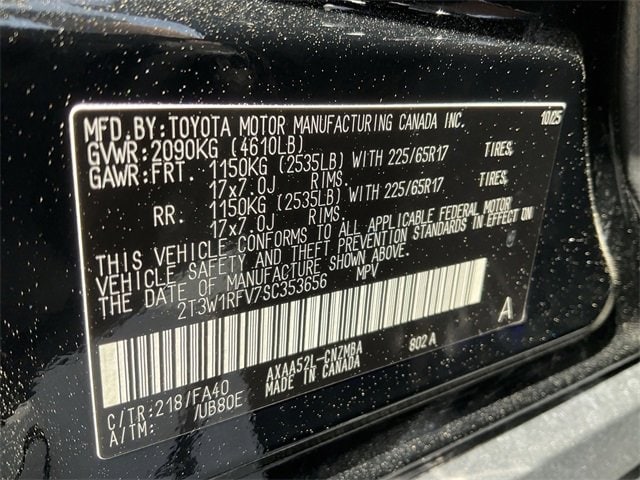 MFD. BY: TOYOTA MOTOR MANUFACTURING CANADA INC. 10/25
GVWR: 2090KG (4610LB)
GAWR: FRT. 1150KG (2535LB) WITH 225/65R17 TIRES,
17x7.0J RIMS.
RR. 1150KG (2535LB) WITH 225/65R17 TIRES,
17x7.0J RIMS.
THIS VEHICLE CONFORMS TO ALL APPLICABLE FEDERAL MOTOR
VEHICLE SAFETY AND THEFT PREVENTION STANDARDS IN EFFECT ON
THE DATE OF MANUFACTURE SHOWN ABOVE.
2T3W1RFV7SC353656 MPV
A
AXAA52L-CNZMBA 802A
MADE IN CANADA
C/TR: 218/FA40
A/TM: /UB80E